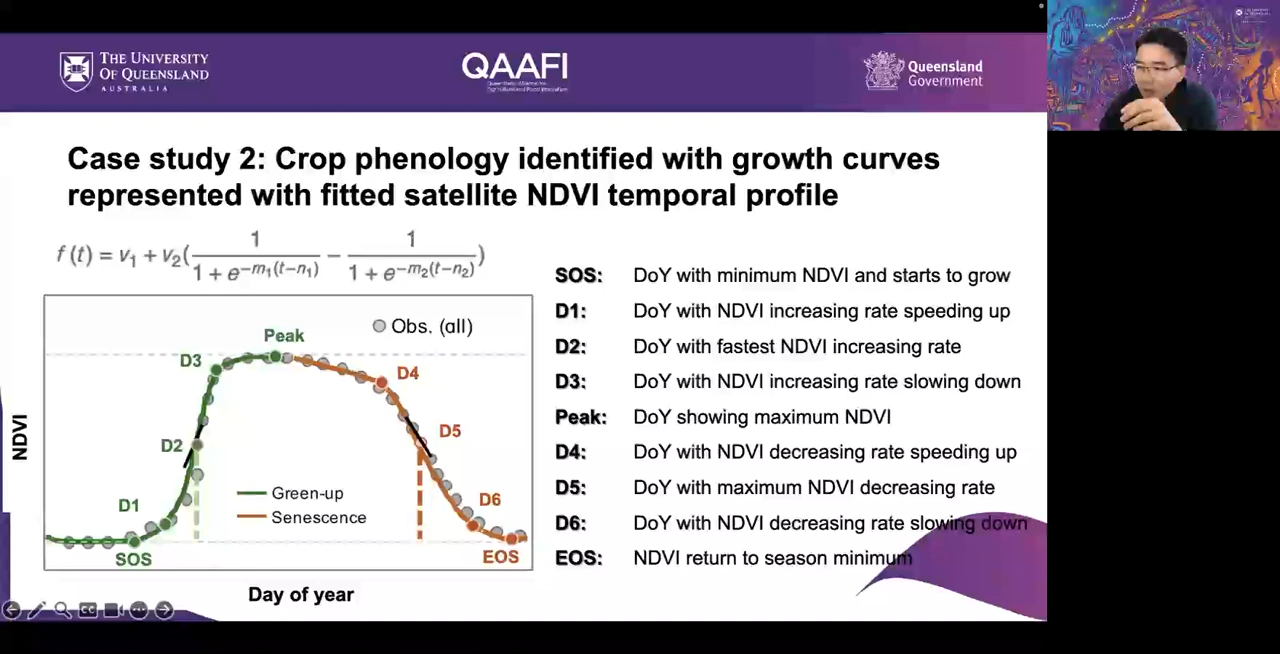 THE UNIVERSITY
OF QUEENSLAND
AUSTRALIA
QAAFI
Queensland
Government
Case study 2: Crop phenology identified with growth curves
represented with fitted satellite NDVI temporal profile
f (t) = v₁ + v₂(1/(1 + e^(−m₁(t−n₁))) − 1/(1 + e^(−m₂(t−n₂))))
Obs. (all)
Peak
D3
D4
D2
D5
D1
D6
Green-up
Senescence
SOS
EOS
NDVI
Day of year
SOS: DoY with minimum NDVI and starts to grow
D1: DoY with NDVI increasing rate speeding up
D2: DoY with fastest NDVI increasing rate
D3: DoY with NDVI increasing rate slowing down
Peak: DoY showing maximum NDVI
D4: DoY with NDVI decreasing rate speeding up
D5: DoY with maximum NDVI decreasing rate
D6: DoY with NDVI decreasing rate slowing down
EOS: NDVI return to season minimum
CC